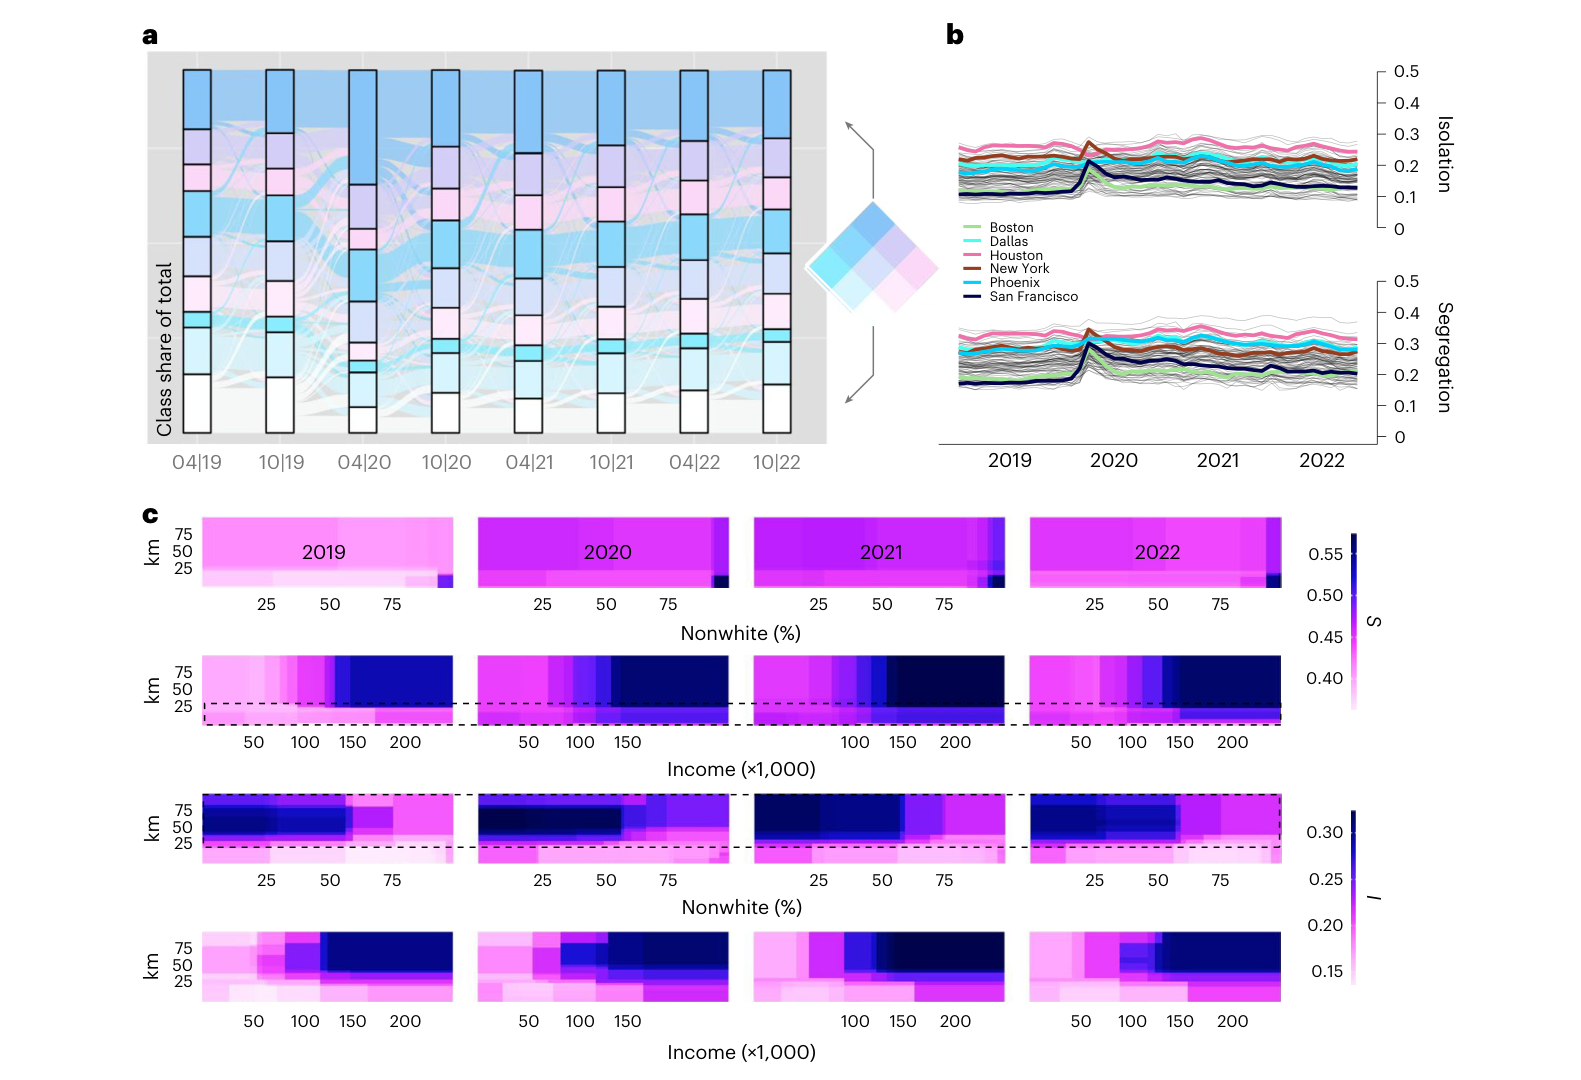 a
Class share of total
04|19 10|19 04|20 10|20 04|21 10|21 04|22 10|22
b
0.5
0.4
0.3
0.2
0.1
0
Isolation
Boston
Dallas
Houston
New York
Phoenix
San Francisco
0.5
0.4
0.3
0.2
0.1
0
Segregation
2019 2020 2021 2022
c
km
75
50
25
2019 2020 2021 2022
25 50 75 25 50 75 25 50 75 25 50 75
Nonwhite (%)
km
75
50
25
50 100 150 200 50 100 150 100 150 200 50 100 150 200
Income (×1,000)
0.55
0.50
0.45
0.40
S
km
75
50
25
25 50 75 25 50 75 25 50 75 25 50 75
Nonwhite (%)
km
75
50
25
50 100 150 200 50 100 150 100 150 200 50 100 150 200
Income (×1,000)
0.30
0.25
0.20
0.15
I